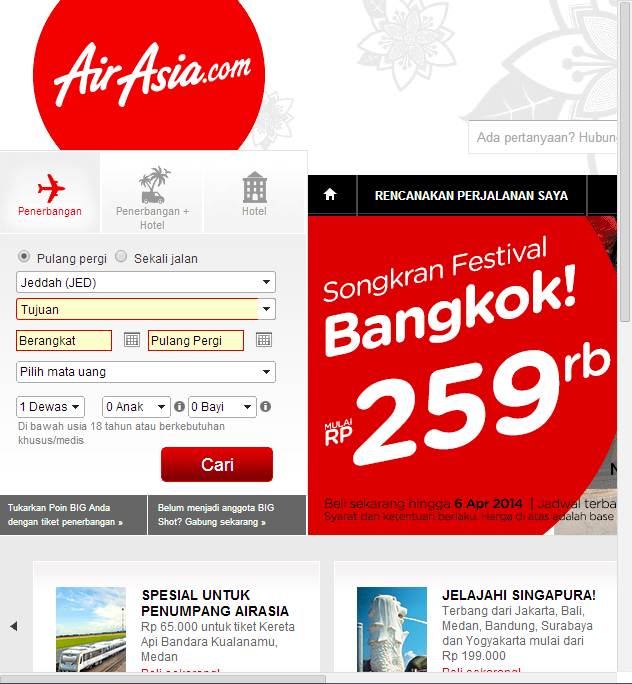 AirAsia.com
Ada pertanyaan? Hubun
Penerbangan
Penerbangan +
Hotel
Hotel
RENCANAKAN PERJALANAN SAYA
Pulang pergi
Sekali jalan
Jeddah (JED)
Tujuan
Berangkat
Pulang Pergi
Pilih mata uang
1 Dewas
0 Anak
0 Bayi
Di bawah usia 18 tahun atau berkebutuhan
khusus/medis
Cari
Songkran Festival
Bangkok!
MULAI
RP
259rb
Beli sekarang hingga 6 Apr 2014 | Jadwal terba
Syarat dan ketentuan berlaku. Harga di atas adalah base
Tukarkan Poin BIG Anda
dengan tiket penerbangan »
Belum menjadi anggota BIG
Shot? Gabung sekarang »
SPESIAL UNTUK
PENUMPANG AIRASIA
Rp 65.000 untuk tiket Kereta
Api Bandara Kualanamu,
Medan
Beli sekarang!
JELAJAHI SINGAPURA!
Terbang dari Jakarta, Bali,
Medan, Bandung, Surabaya
dan Yogyakarta mulai dari
Rp 199.000
Beli sekarang!